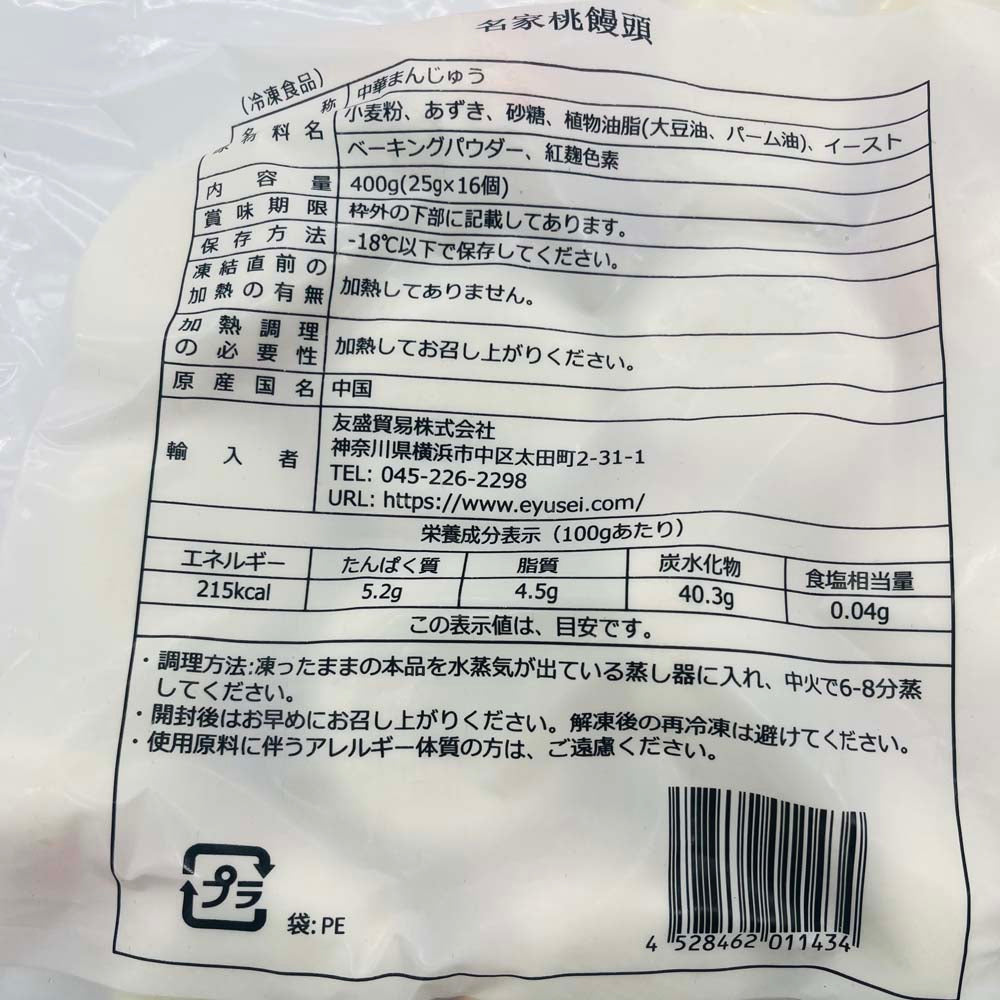 名家桃饅頭
(冷凍食品)
名 称 中華まんじゅう
原料名 小麦粉、あずき、砂糖、植物油脂(大豆油、パーム油)、イースト
ベーキングパウダー、紅麹色素
内容量 400g(25g×16個)
賞味期限 枠外の下部に記載してあります。
保存方法 -18℃以下で保存してください。
凍結直前の
加熱の有無 加熱してありません。
加熱調理
の必要性 加熱してお召し上がりください。
原産国名 中国
輸入者 友盛貿易株式会社
神奈川県横浜市中区太田町2-31-1
TEL: 045-226-2298
URL: https://www.eyusei.com/
栄養成分表示（100gあたり）
エネルギー たんぱく質 脂質 炭水化物 食塩相当量
215kcal 5.2g 4.5g 40.3g 0.04g
この表示値は、目安です。
・調理方法:凍ったままの本品を水蒸気が出ている蒸し器に入れ、中火で6-8分蒸
してください。
・開封後はお早めにお召し上がりください。解凍後の再冷凍は避けてください。
・使用原料に伴うアレルギー体質の方は、ご遠慮ください。
プラ
袋: PE
4 528462 011434